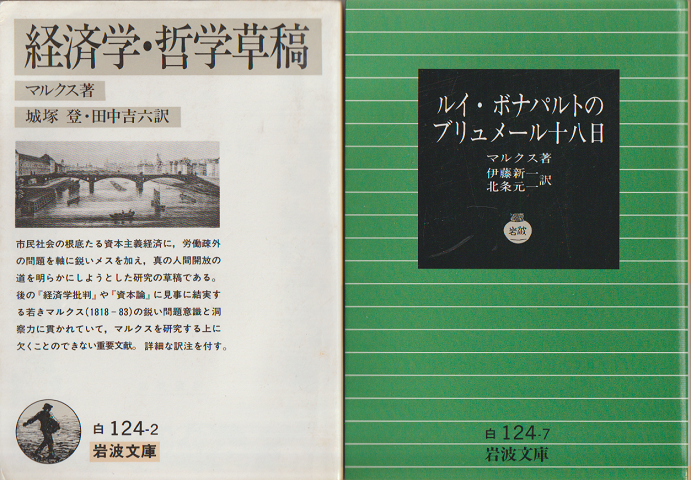 経済学・哲学草稿
マルクス著
城塚 登・田中吉六訳
市民社会の根底たる資本主義経済に，労働疎外
の問題を軸に鋭いメスを加え，真の人間開放の
道を明らかにしようとした研究の草稿である。
後の『経済学批判』や『資本論』に見事に結実す
る若きマルクス(1818－83)の鋭い問題意識と洞
察力に貫かれていて，マルクスを研究する上に
欠くことのできない重要文献。詳細な訳注を付す。
白 124-2
岩波文庫
ルイ・ボナパルトの
ブリュメール十八日
マルクス著
伊藤新一
北条元一訳
岩波
白 124-7
岩波文庫